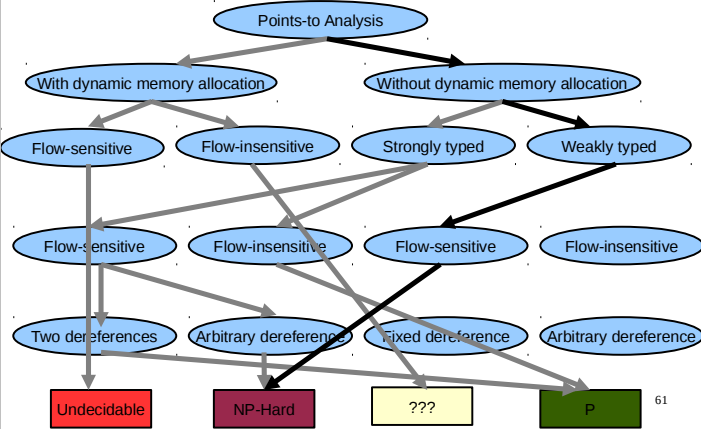 Points-to Analysis
With dynamic memory allocation
Without dynamic memory allocation
Flow-sensitive
Flow-insensitive
Strongly typed
Weakly typed
Flow-sensitive
Flow-insensitive
Flow-sensitive
Flow-insensitive
Two dereferences
Arbitrary dereference
Fixed dereference
Arbitrary dereference
Undecidable
NP-Hard
???
P
61